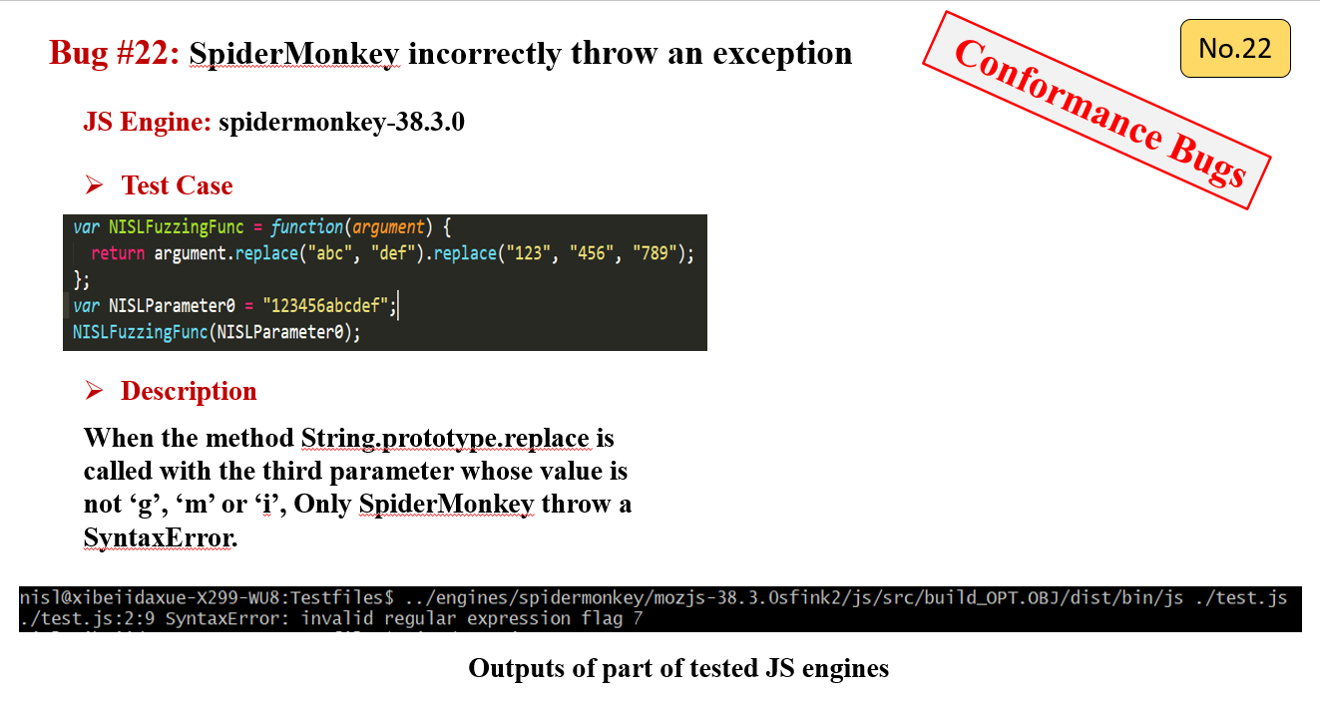 Bug #22: SpiderMonkey incorrectly throw an exception
Conformance Bugs
No.22
JS Engine: spidermonkey-38.3.0
Test Case
var NISLFuzzingFunc = function(argument) {
return argument.replace("abc", "def").replace("123", "456", "789");
};
var NISLParameter0 = "123456abcdef";
NISLFuzzingFunc(NISLParameter0);
Description
When the method String.prototype.replace is
called with the third parameter whose value is
not ‘g’, ‘m’ or ‘i’, Only SpiderMonkey throw a
SyntaxError.
nisl@xibeiidaxue-X299-WU8:Testfiles$ ../engines/spidermonkey/mozjs-38.3.0sfink2/js/src/build_OPT.OBJ/dist/bin/js ./test.js
./test.js:2:9 SyntaxError: invalid regular expression flag 7
Outputs of part of tested JS engines